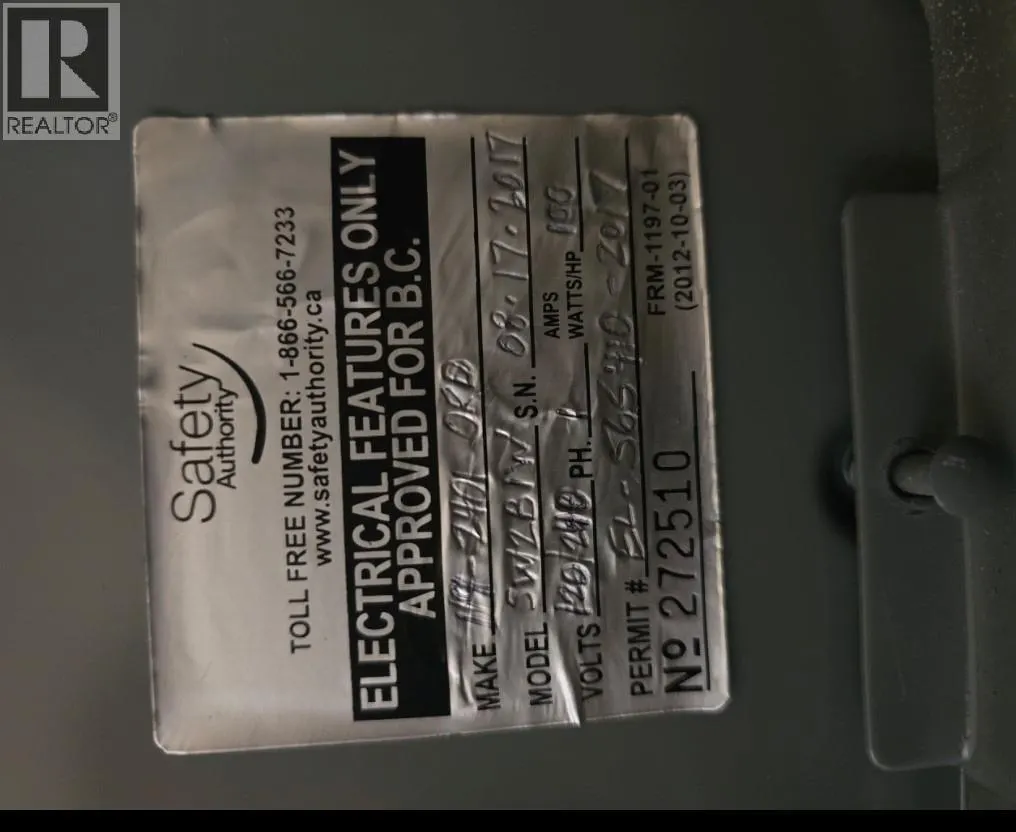 REALTOR®
Safety
Authority
TOLL FREE NUMBER: 1-866-566-7233
www.safetyauthority.ca
ELECTRICAL FEATURES ONLY
APPROVED FOR B.C.
MAKE
MODEL S.N. 08.17.2017
VOLTS 120/240 PH. 1 AMPS WATTS/HP 100
PERMIT # EL-
2017
Nº 272510
FRM-1197-01
(2012-10-03)